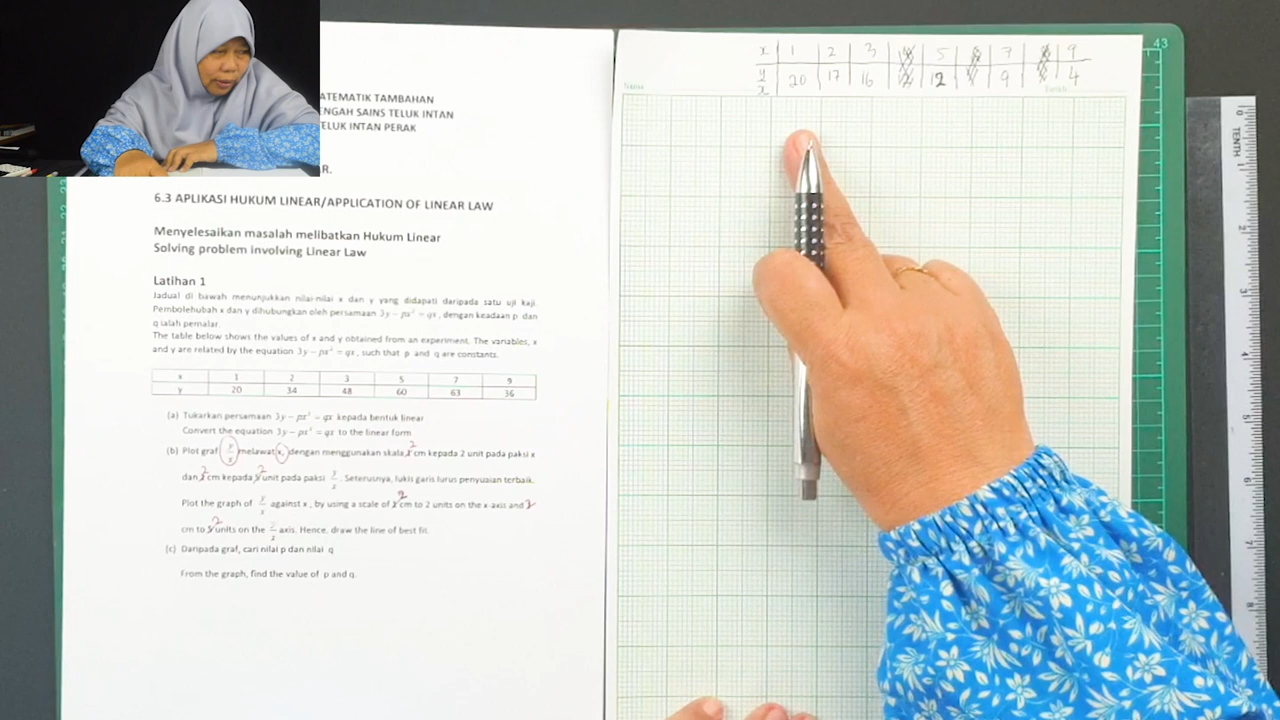 ATEMATIK TAMBAHAN
ENGAH SAINS TELUK INTAN
TELUK INTAN PERAK
R.
6.3 APLIKASI HUKUM LINEAR/APPLICATION OF LINEAR LAW
Menyelesaikan masalah melibatkan Hukum Linear
Solving problem involving Linear Law
Latihan 1
Jadual di bawah menunjukkan nilai-nilai x dan y yang didapati daripada satu uji kaji.
Pembolehubah x dan y dihubungkan oleh persamaan 3y − px² = qx, dengan keadaan p dan
q ialah pemalar.
The table below shows the values of x and y obtained from an experiment. The variables, x
and y are related by the equation 3y − px² = qx, such that p and q are constants.
x 1 2 3 5 7 9
y 20 34 48 60 63 36
(a) Tukarkan persamaan 3y − px² = qx kepada bentuk linear
Convert the equation 3y − px² = qx to the linear form
(b) Plot graf y/x melawan x, dengan menggunakan skala 2 cm kepada 2 unit pada paksi x
dan 2 cm kepada 2 unit pada paksi y/x. Seterusnya, lukis garis lurus penyuaian terbaik.
Plot the graph of y/x against x, by using a scale of 2 cm to 2 units on the x-axis and 2
cm to 2 units on the y/x axis. Hence, draw the line of best fit.
(c) Daripada graf, cari nilai p dan nilai q
From the graph, find the value of p and q.
x 1 2 3 5 7 9
y/x 20 17 16 12 9 4
43
TENTH